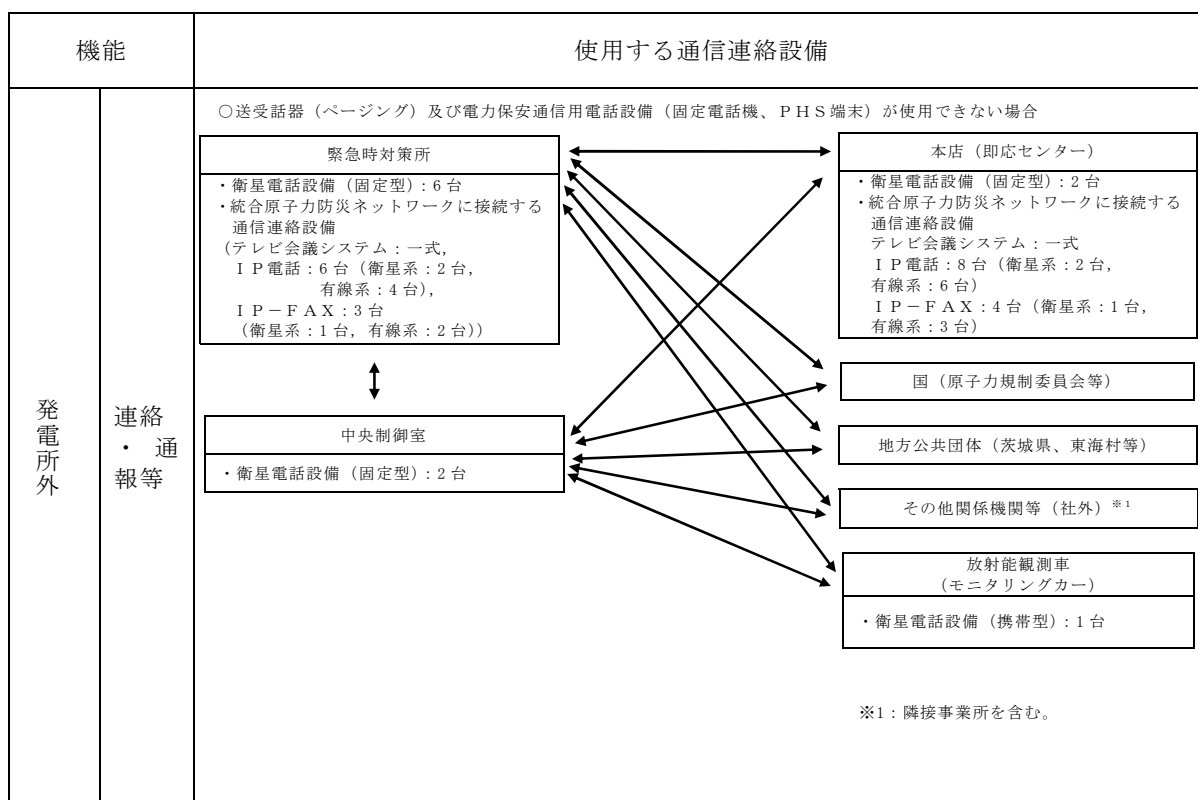 機能
使用する通信連絡設備
発電所外
連絡
・ 通
報等
○送受話器（ページング）及び電力保安通信用電話設備（固定電話機、ＰＨＳ端末）が使用できない場合
緊急時対策所
・衛星電話設備（固定型）：6台
・統合原子力防災ネットワークに接続する
通信連絡設備
（テレビ会議システム：一式，
ＩＰ電話：6台（衛星系：2台，
有線系：4台），
ＩＰ－ＦＡＸ：3台
（衛星系：1台，有線系：2台））
中央制御室
・衛星電話設備（固定型）：2台
本店（即応センター）
・衛星電話設備（固定型）：2台
・統合原子力防災ネットワークに接続する
通信連絡設備
テレビ会議システム：一式
ＩＰ電話：8台（衛星系：2台，
有線系：6台）
ＩＰ－ＦＡＸ：4台（衛星系：1台，
有線系：3台）
国（原子力規制委員会等）
地方公共団体（茨城県、東海村等）
その他関係機関等（社外）※1
放射能観測車
（モニタリングカー）
・衛星電話設備（携帯型）：1台
※1：隣接事業所を含む。